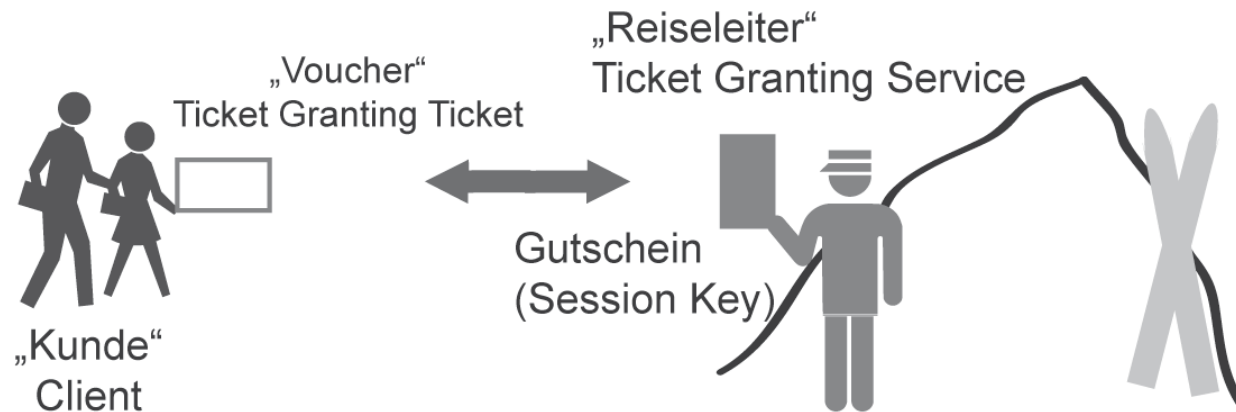 „Voucher“
Ticket Granting Ticket
„Reiseleiter“
Ticket Granting Service
Gutschein
(Session Key)
„Kunde“
Client